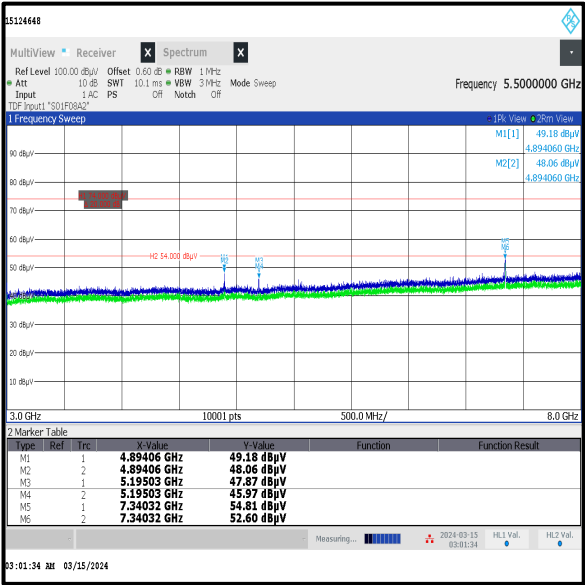 15124648
MultiView Receiver X Spectrum X
Ref Level 100.00 dBµV Offset 0.60 dB RBW 1 MHz
Att 10 dB SWT 10.1 ms VBW 3 MHz Mode Sweep Frequency 5.5000000 GHz
Input 1 AC PS Off Notch Off
TDF Input1 "S01F08A2"
1 Frequency Sweep 1Pk View 2Rm View
M1[1] 49.18 dBµV
4.894060 GHz
M2[2] 48.06 dBµV
4.894060 GHz
90 dBµV
80 dBµV
70 dBµV
60 dBµV
M5
M6
H2 54.000 dBµV
M3
M4
50 dBµV
30 dBµV
20 dBµV
10 dBµV
3.0 GHz 10001 pts 500.0 MHz/ 8.0 GHz
2 Marker Table
Type Ref Trc X-Value Y-Value Function Function Result
M1 1 4.89406 GHz 49.18 dBµV
M2 2 4.89406 GHz 48.06 dBµV
M3 1 5.19503 GHz 47.87 dBµV
M4 2 5.19503 GHz 45.97 dBµV
M5 1 7.34032 GHz 54.81 dBµV
M6 2 7.34032 GHz 52.60 dBµV
Measuring... 2024-03-15 HL1 Val. HL2 Val.
03:01:34
03:01:34 AM 03/15/2024